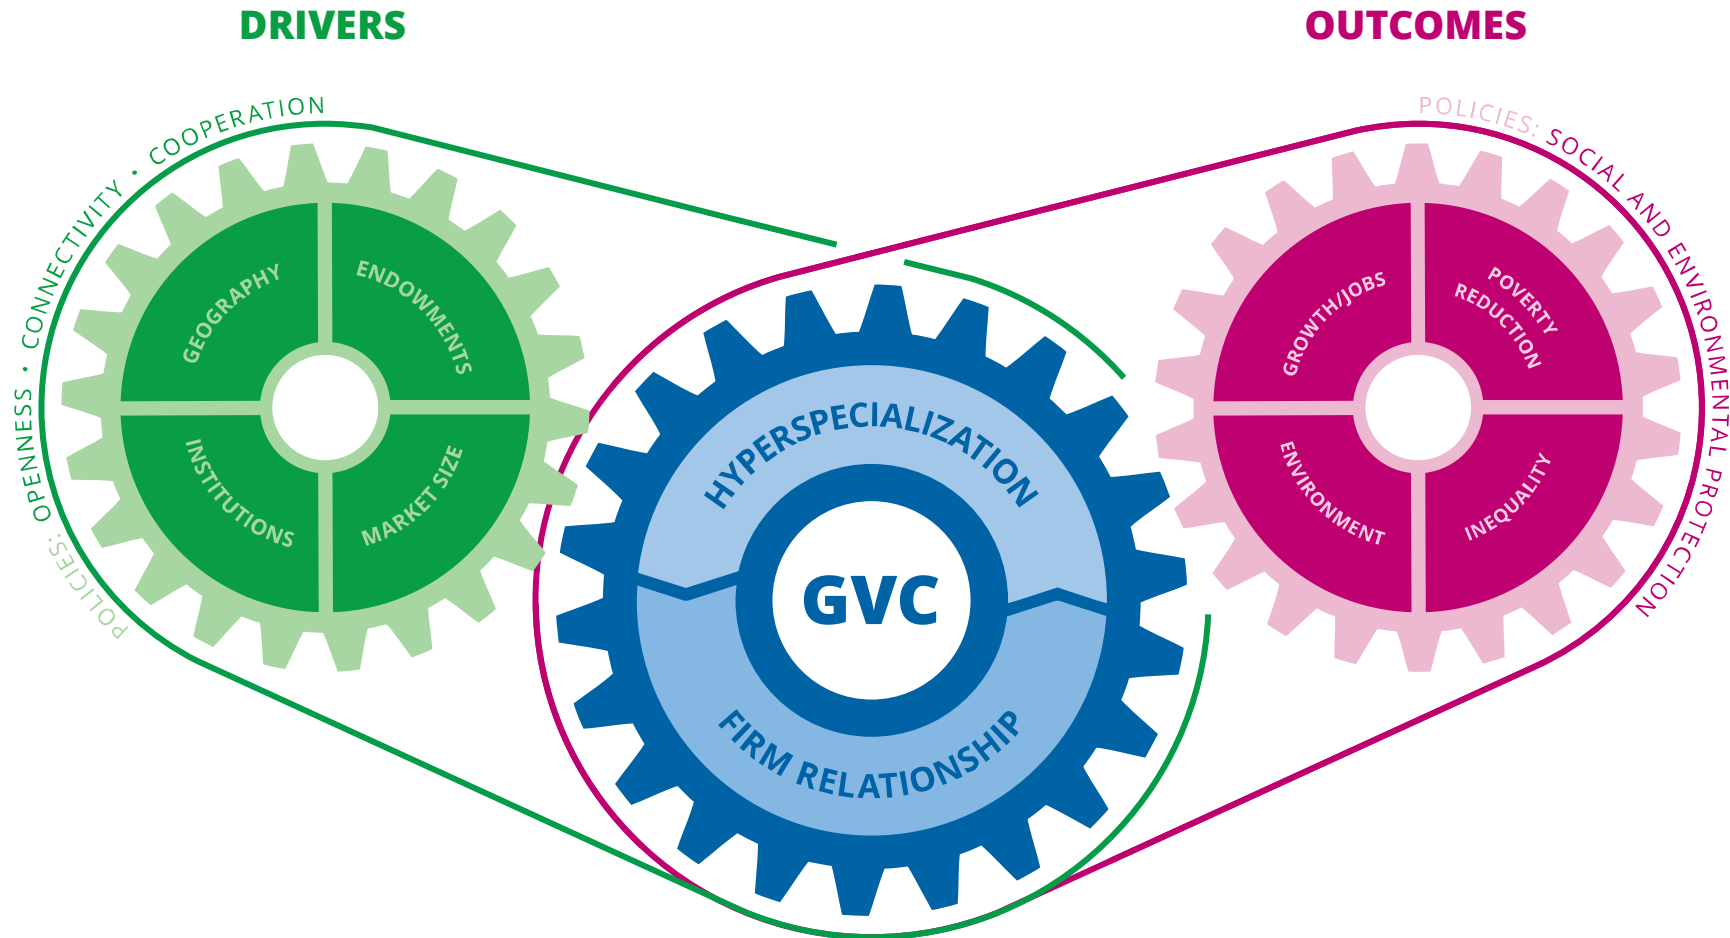 DRIVERS
OUTCOMES
POLICIES: OPENNESS • CONNECTIVITY • COOPERATION
GEOGRAPHY
ENDOWMENTS
INSTITUTIONS
MARKET SIZE
HYPERSPECIALIZATION
GVC
FIRM RELATIONSHIP
POLICIES: SOCIAL AND ENVIRONMENTAL PROTECTION
GROWTH/JOBS
POVERTY
REDUCTION
ENVIRONMENT
INEQUALITY